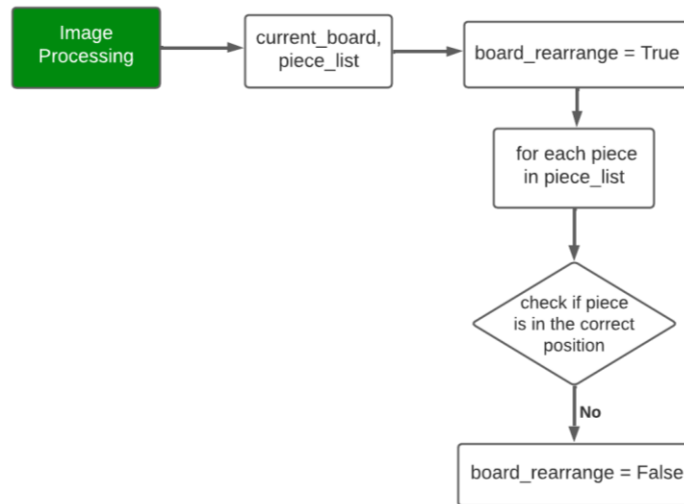 Image
Processing
current_board,
piece_list
board_rearrange = True
for each piece
in piece_list
check if piece
is in the correct
position
No
board_rearrange = False